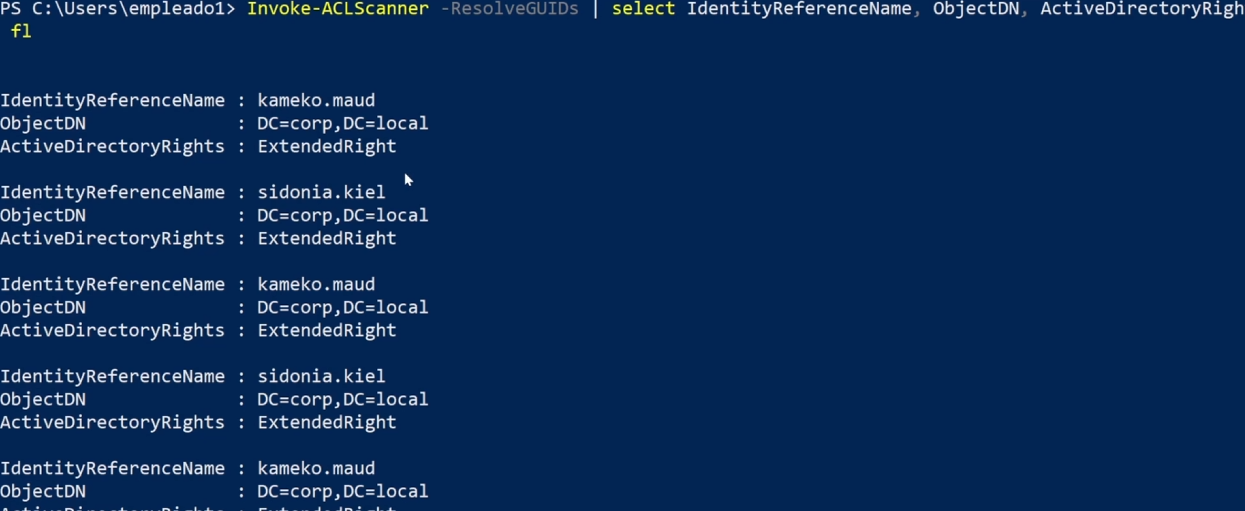 PS C:\Users\empleado1> Invoke-ACLScanner -ResolveGUIDs | select IdentityReferenceName, ObjectDN, ActiveDirectoryRigh
fl
IdentityReferenceName : kameko.maud
ObjectDN : DC=corp,DC=local
ActiveDirectoryRights : ExtendedRight
IdentityReferenceName : sidonia.kiel
ObjectDN : DC=corp,DC=local
ActiveDirectoryRights : ExtendedRight
IdentityReferenceName : kameko.maud
ObjectDN : DC=corp,DC=local
ActiveDirectoryRights : ExtendedRight
IdentityReferenceName : sidonia.kiel
ObjectDN : DC=corp,DC=local
ActiveDirectoryRights : ExtendedRight
IdentityReferenceName : kameko.maud
ObjectDN : DC=corp,DC=local
ActiveDirectoryRights : ExtendedRight